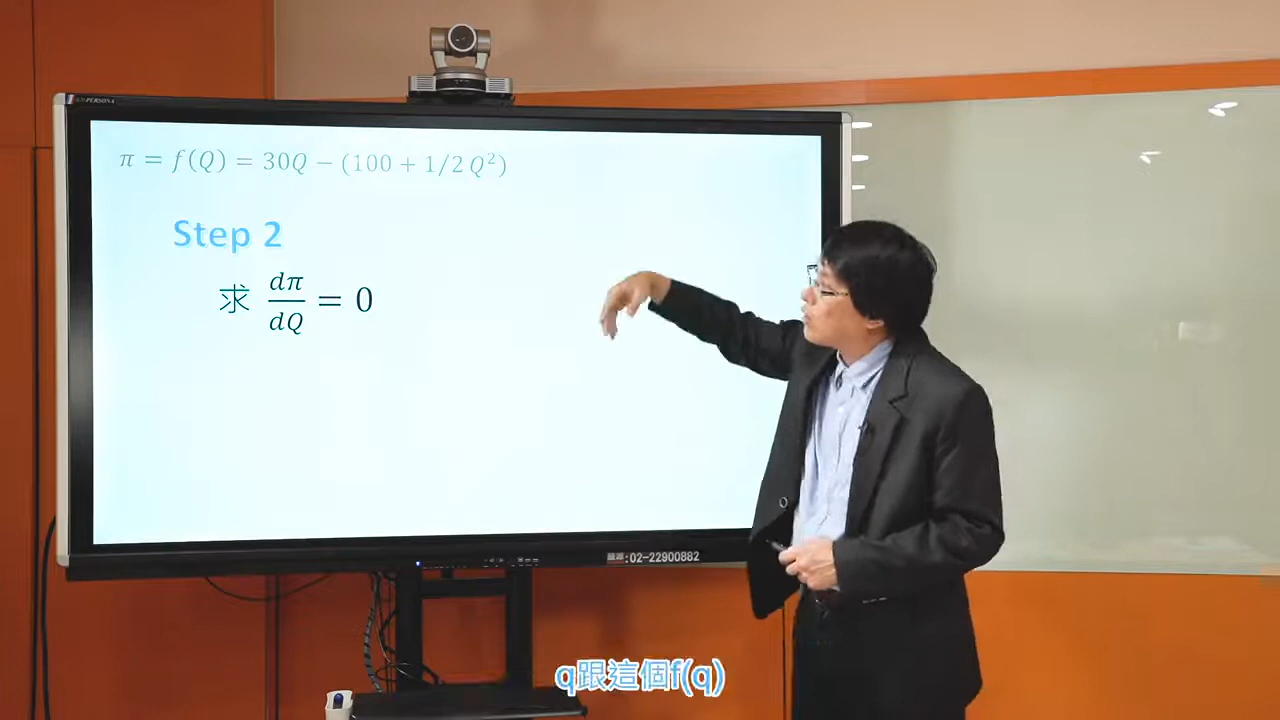 π = f(Q) = 30Q − (100 + 1/2 Q²)
Step 2
求 dπ/dQ = 0
:02-22900882
q跟這個f(q)